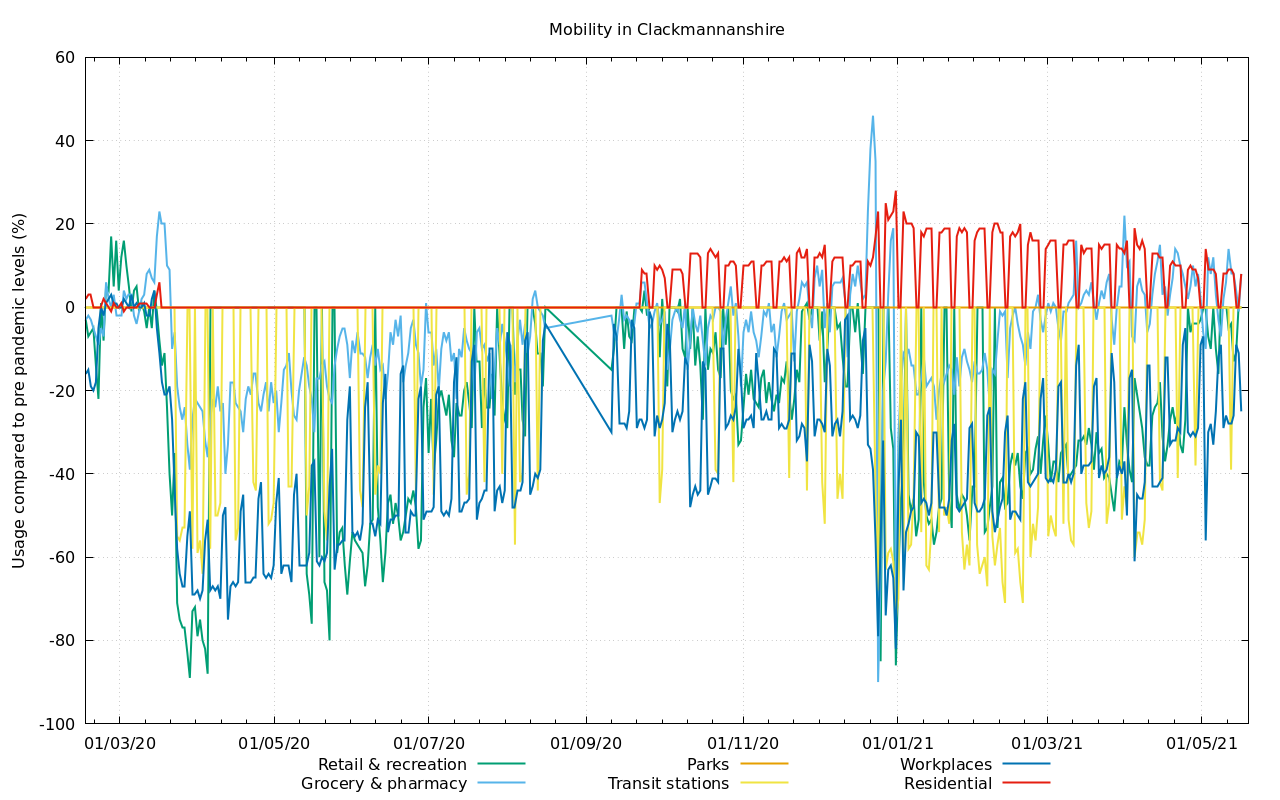 Mobility in Clackmannanshire
Usage compared to pre pandemic levels (%)
60
40
20
0
-20
-40
-60
-80
-100
01/03/20 01/05/20 01/07/20 01/09/20 01/11/20 01/01/21 01/03/21 01/05/21
Retail & recreation Parks Workplaces
Grocery & pharmacy Transit stations Residential